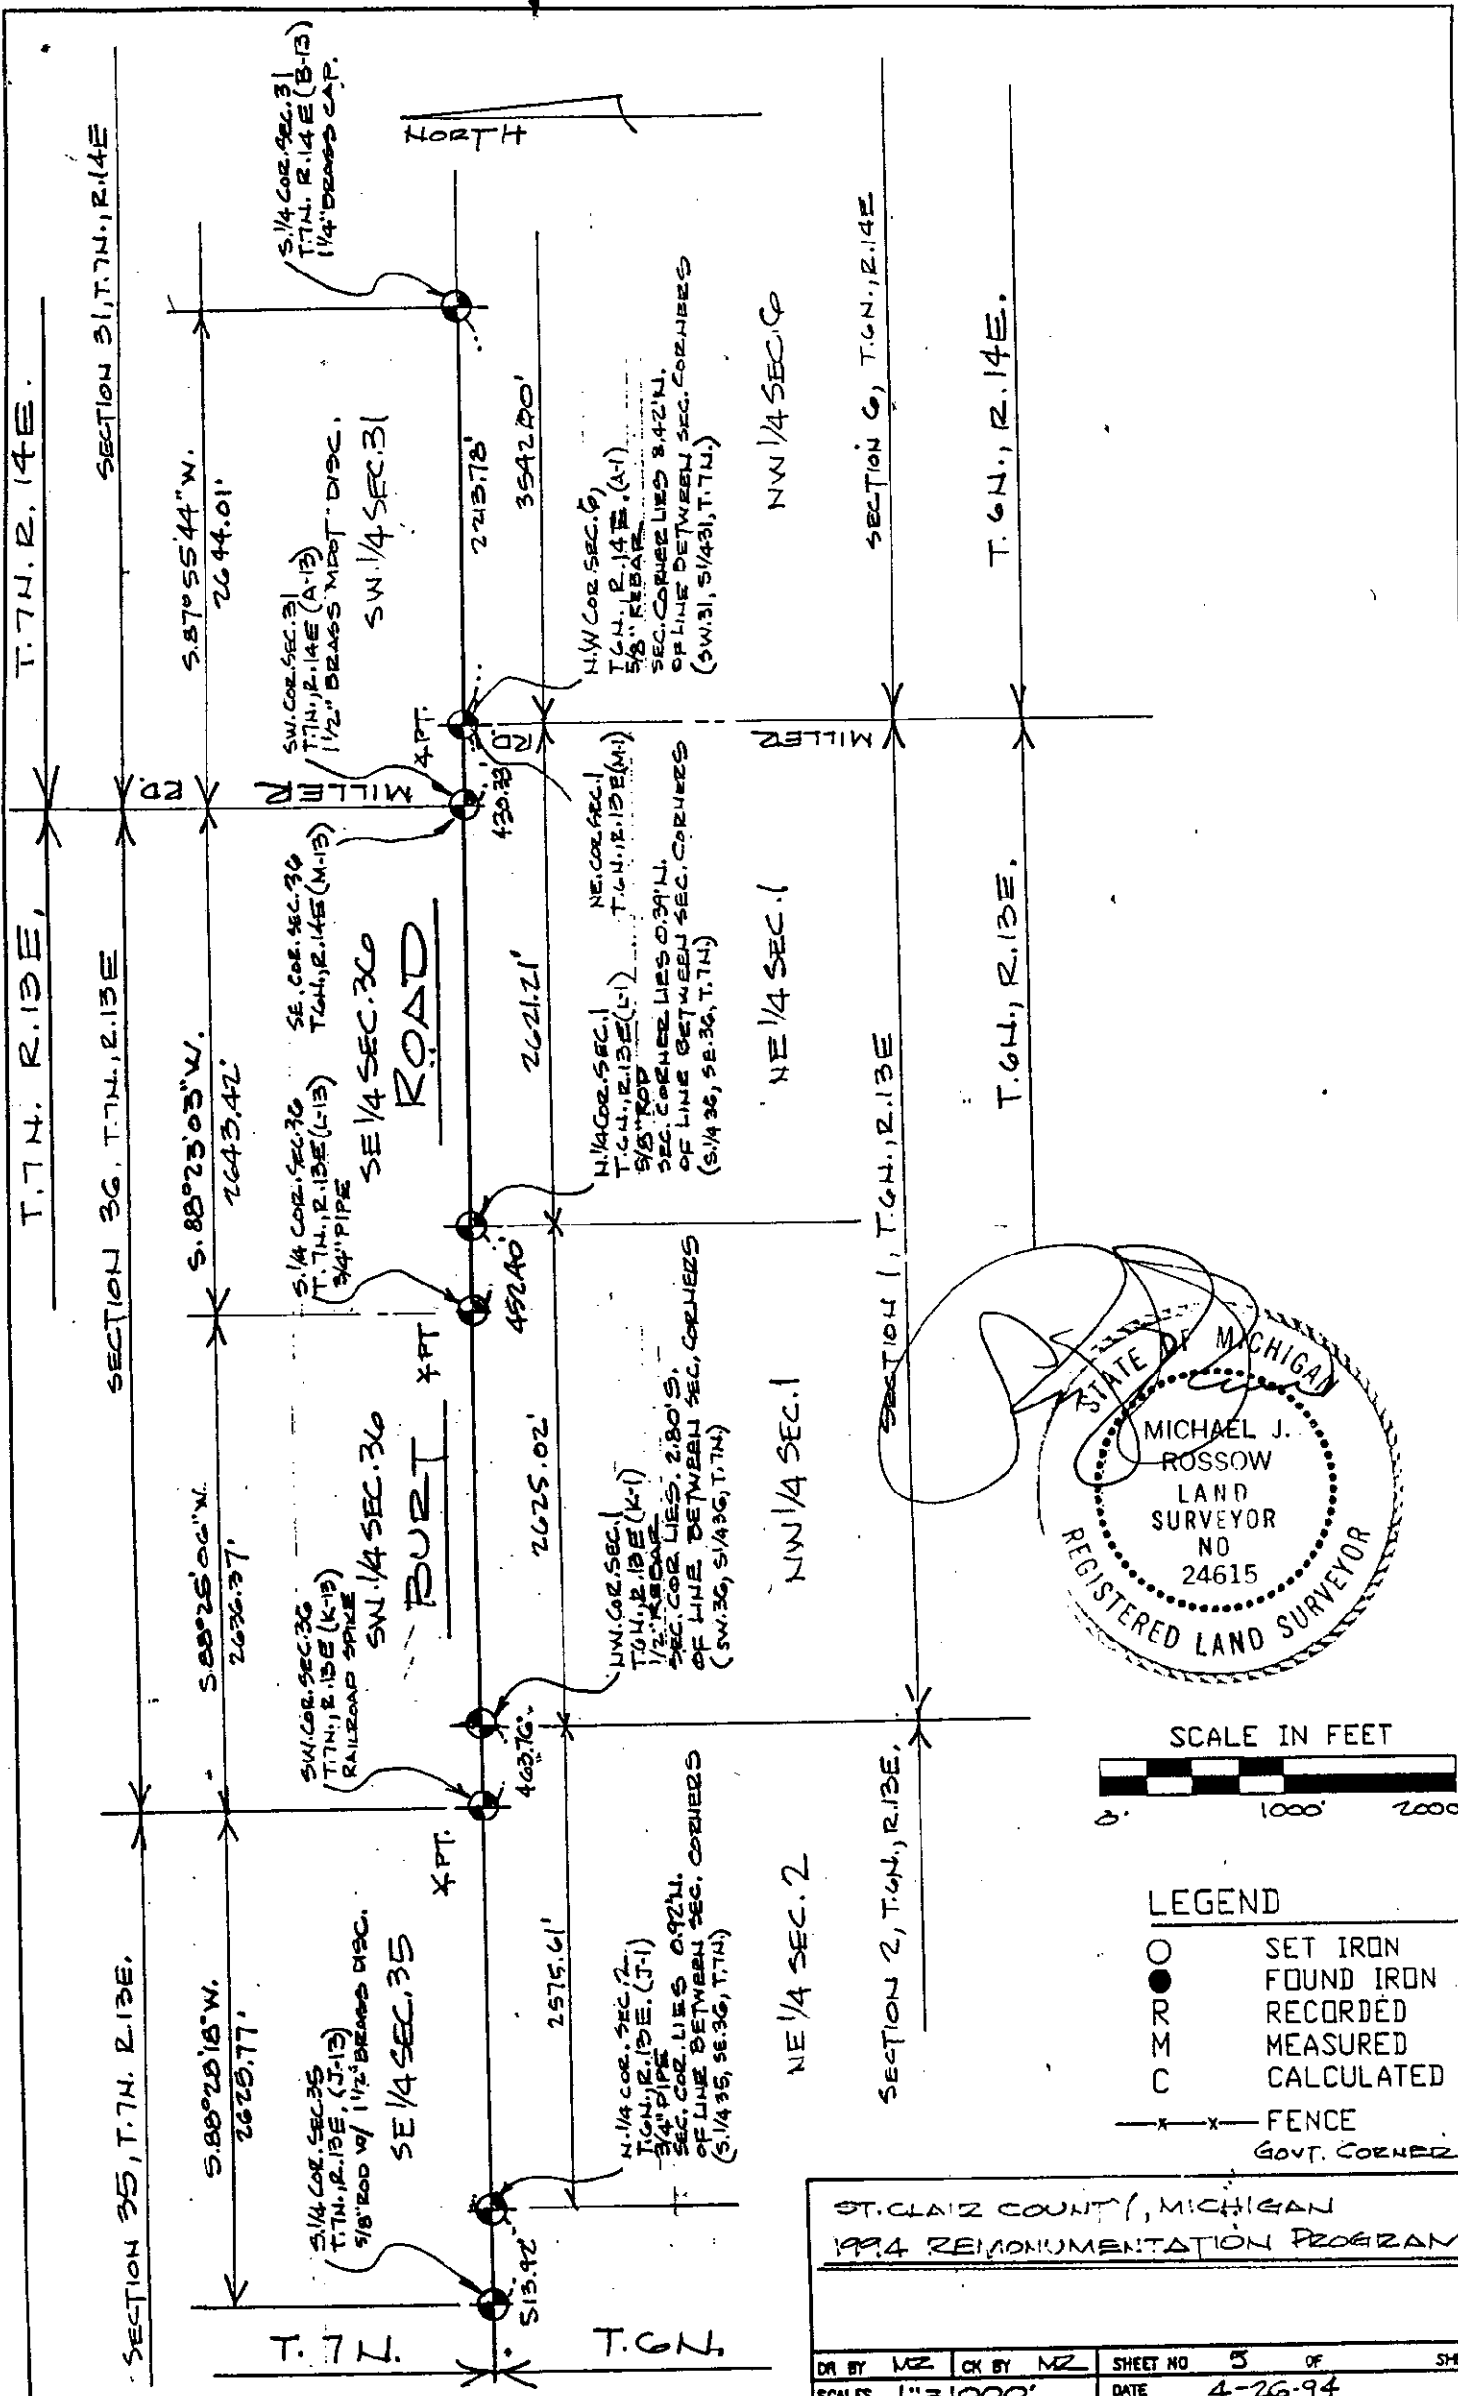 T.7N. R.13E,
T.7N. R.14E.
SECTION 35, T.7N. R.13E.
SECTION 36, T.7N., R.13E
SECTION 31, T.7N., R.14E
S.88°28'18"W.
S.88°23'03"W.
2643.42'
S.87°55'44"W.
2644.01'
2636.37'
RD.
MILLER
S.1/4 COR. SEC.35
T.7N., R.13E, (J-13)
5/8" ROD W/ 1 1/2" BRASS DISC.
SW.COR.SEC.36
T.7N., R.13E (K-13)
RAILROAD SPIKE
S.1/4 COR. SEC.36
T.7N., R.13E (L-13)
3/4" PIPE
SE.COR.SEC.36
T.6N., R.14E (M-13)
SW.COR.SEC.31
T.7N., R.14E (A-13)
1 1/2" BRASS MDOT DISC.
S.1/4 COR. SEC.31
T.7N. R.14E (B-13)
1 1/4" BRASS CAP.
SE 1/4 SEC.35
SW.1/4 SEC.36
SE 1/4 SEC.36
SW.1/4 SEC.31
BURT
ROAD
NORTH
T.7N.
T.6N.
513.92'
463.76'
452.40'
430.33
2213.78'
2575.61'
2625.02'
2621.21'
3542.00'
N.1/4 COR. SEC.2
T.6N., R.13E. (J-1)
3/4" PIPE
SEC. COR. LIES 0.92'N.
OF LINE BETWEEN SEC. CORNERS
(S.1/4 35, SE.36, T.7N.)
NW.COR.SEC.1
T.6N., R.13E (K-1)
1/2" REBAR
SEC. COR LIES. 2.80'S.
OF LINE BETWEEN SEC, CORNERS
(SW.36, S1/4 36, T.7N.)
N.1/4 COR. SEC.1
T.6N., R.13E (L-1)
5/8" ROD
SEC. CORNER LIES 0.39'N.
OF LINE BETWEEN SEC. CORNERS
(S.1/4 36, SE.36, T.7N.)
NE.COR.SEC.1
T.6N., R.13E (M-1)
N.W COR. SEC.6,
T.6N., R.14E. (A-1)
5/8" REBAR
SEC. CORNER LIES 8.42'N.
OF LINE BETWEEN SEC. CORNERS
(SW.31, S1/4 31, T.7N.)
RD
MILLER
NE 1/4 SEC. 2
NW 1/4 SEC.1
NE 1/4 SEC.1
NW 1/4 SEC.6
SECTION 2, T.6N., R.13E.
SECTION 1, T.6N., R.13E
SECTION 6, T.6N., R.14E
T.6N., R.13E.
T.6N., R.14E.
STATE OF MICHIGAN
MICHAEL J.
ROSSOW
LAND
SURVEYOR
NO
24615
REGISTERED LAND SURVEYOR
SCALE IN FEET
0' 1000' 2000
LEGEND
SET IRON
FOUND IRON
R RECORDED
M MEASURED
C CALCULATED
FENCE
GOVT. CORNER
ST. CLAIR COUNTY, MICHIGAN
1994 REMONUMENTATION PROGRAM
DR BY MZ CK BY MZ SHEET NO 5 OF
SCALES 1"=1000' DATE 4-26-94